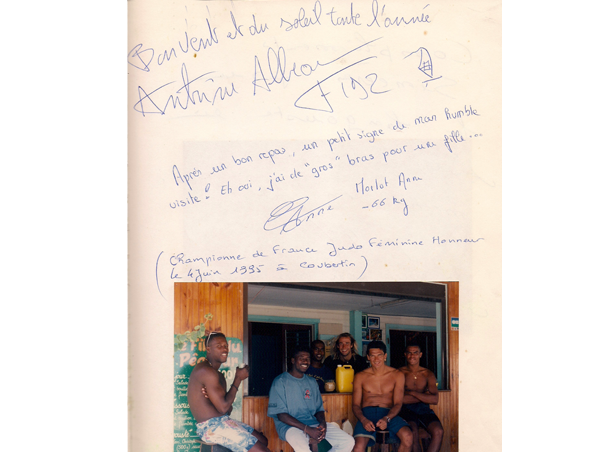 Bon vent et du soleil toute l'année
Antoine Albeau
F 192
Après un bon repas, un petit signe de mon humble
visite! Eh oui, j'ai de "gros" bras pour une fille...
Anne Morlot Anne
-66 kg
(Championne de France Judo Féminine Honneur
le 4 juin 1995 à Coubertin)